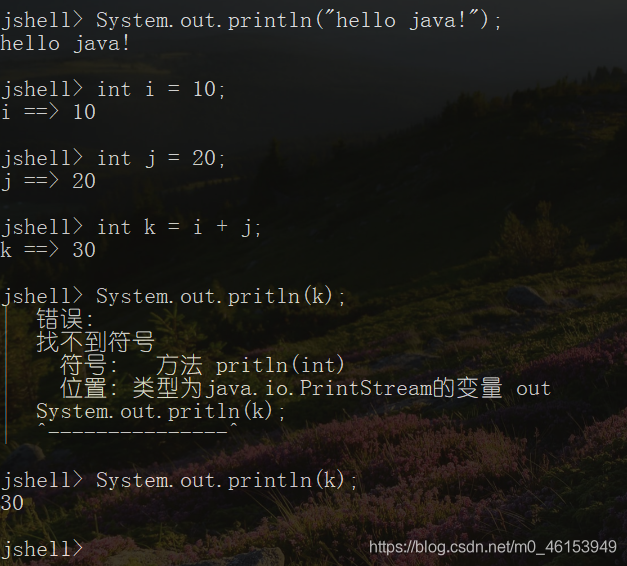 jshell> System.out.println("hello java!");
hello java!
jshell> int i = 10;
i ==> 10
jshell> int j = 20;
j ==> 20
jshell> int k = i + j;
k ==> 30
jshell> System.out.pritln(k);
|  错误:
|  找不到符号
|    符号:   方法 pritln(int)
|    位置: 类型为java.io.PrintStream的变量 out
|  System.out.pritln(k);
|  ^---------------^
jshell> System.out.println(k);
30
jshell>
https://blog.csdn.net/m0_46153949